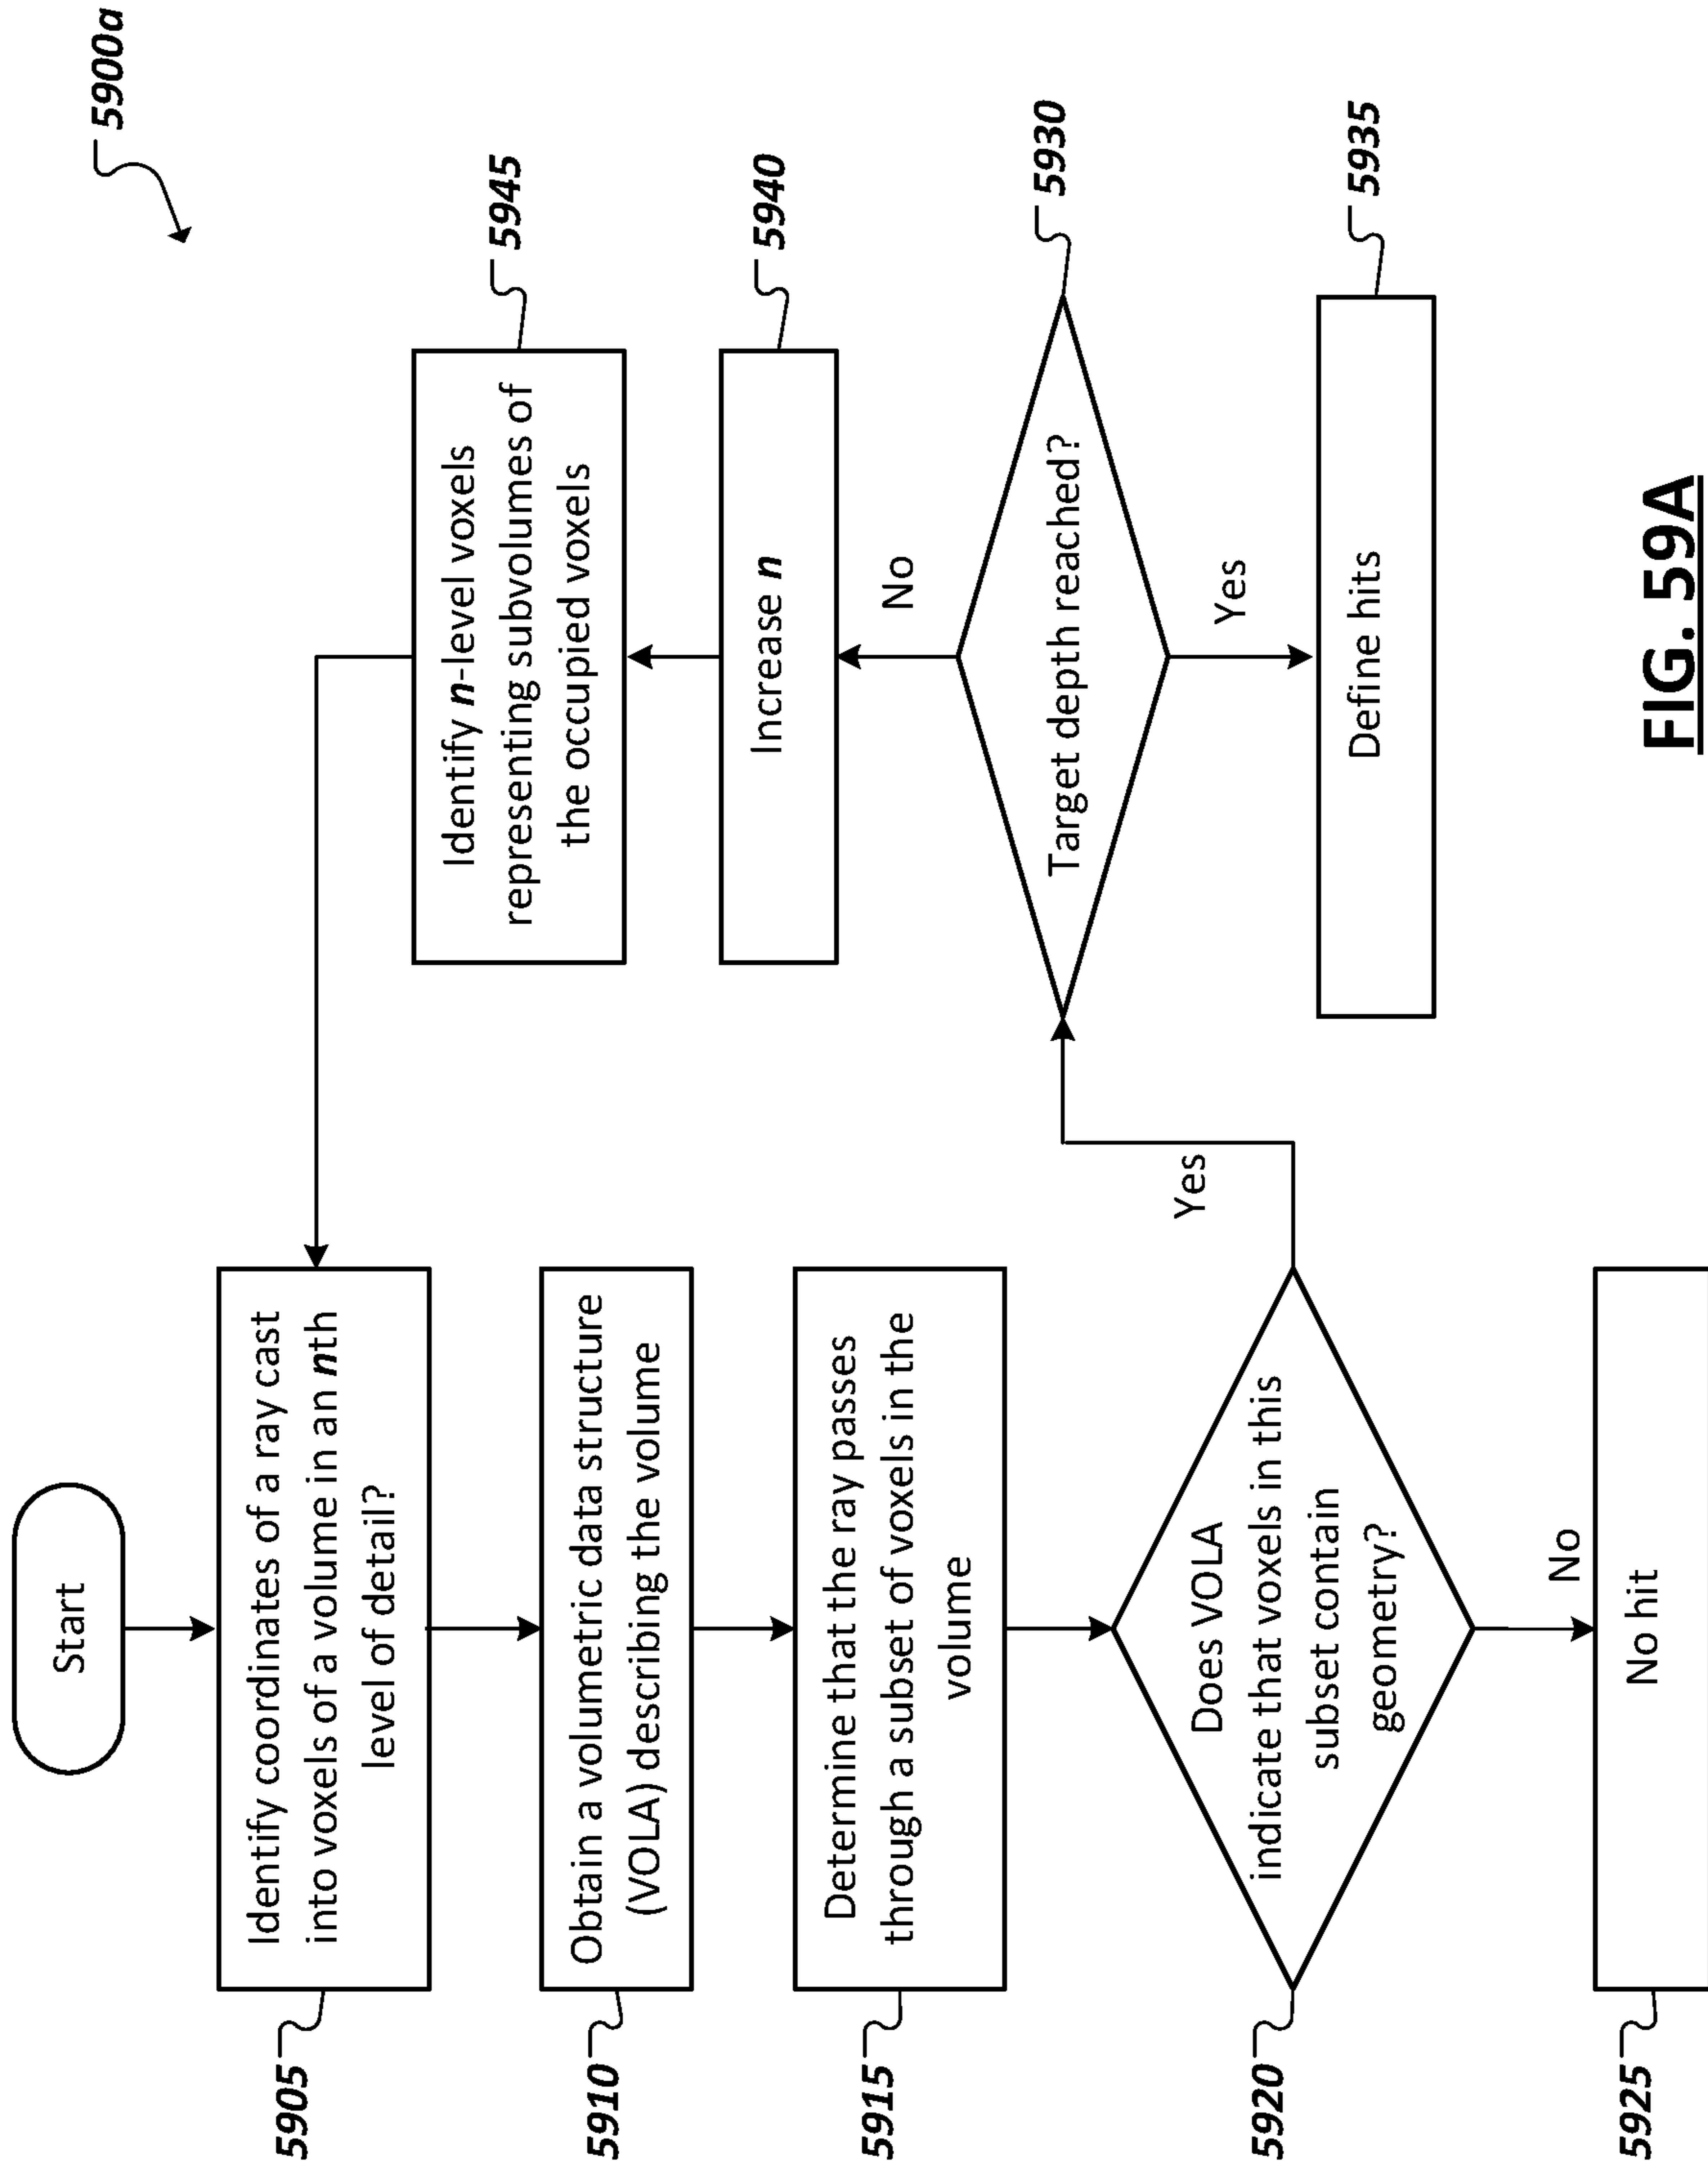 5900a
Start
5905
Identify coordinates of a ray cast
into voxels of a volume in an nth
level of detail?
5910
Obtain a volumetric data structure
(VOLA) describing the volume
5915
Determine that the ray passes
through a subset of voxels in the
volume
5920
Does VOLA
indicate that voxels in this
subset contain
geometry?
Yes
No
5925
No hit
5945
Identify n-level voxels
representing subvolumes of
the occupied voxels
5940
Increase n
No
5930
Target depth reached?
Yes
5935
Define hits
FIG. 59A